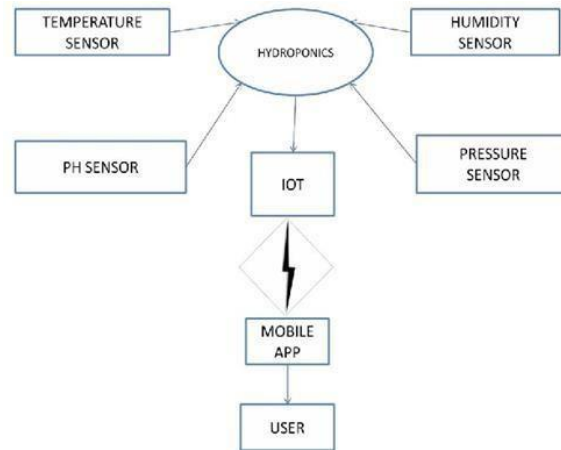 TEMPERATURE
SENSOR
HYDROPONICS
HUMIDITY
SENSOR
PH SENSOR
IOT
PRESSURE
SENSOR
MOBILE
APP
USER